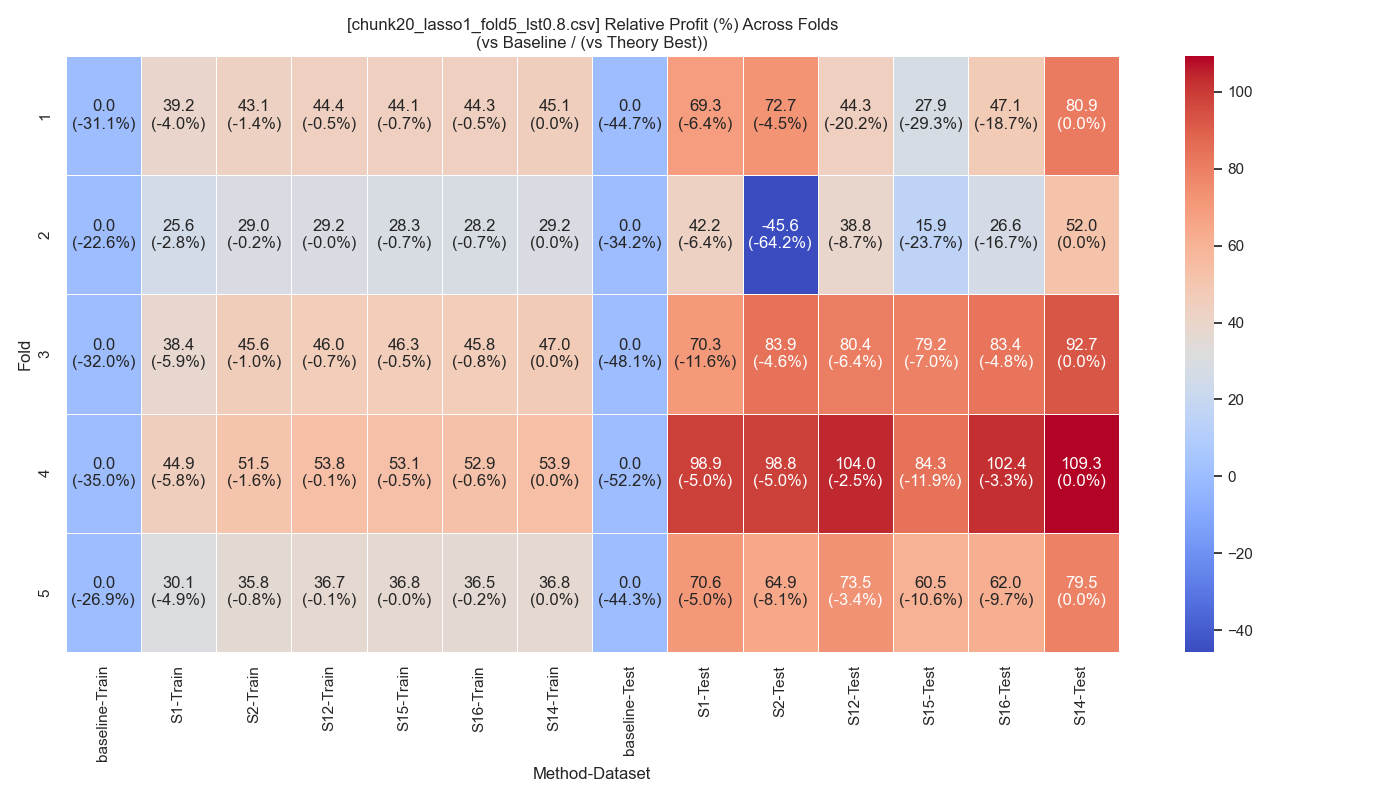 [chunk20_lasso1_fold5_lst0.8.csv] Relative Profit (%) Across Folds
(vs Baseline / (vs Theory Best))
Fold
1
0.0 39.2 43.1 44.4 44.1 44.3 45.1 0.0 69.3 72.7 44.3 27.9 47.1 80.9
(-31.1%) (-4.0%) (-1.4%) (-0.5%) (-0.7%) (-0.5%) (0.0%) (-44.7%) (-6.4%) (-4.5%) (-20.2%) (-29.3%) (-18.7%) (0.0%)
2
0.0 25.6 29.0 29.2 28.3 28.2 29.2 0.0 42.2 -45.6 38.8 15.9 26.6 52.0
(-22.6%) (-2.8%) (-0.2%) (-0.0%) (-0.7%) (-0.7%) (0.0%) (-34.2%) (-6.4%) (-64.2%) (-8.7%) (-23.7%) (-16.7%) (0.0%)
3
0.0 38.4 45.6 46.0 46.3 45.8 47.0 0.0 70.3 83.9 80.4 79.2 83.4 92.7
(-32.0%) (-5.9%) (-1.0%) (-0.7%) (-0.5%) (-0.8%) (0.0%) (-48.1%) (-11.6%) (-4.6%) (-6.4%) (-7.0%) (-4.8%) (0.0%)
4
0.0 44.9 51.5 53.8 53.1 52.9 53.9 0.0 98.9 98.8 104.0 84.3 102.4 109.3
(-35.0%) (-5.8%) (-1.6%) (-0.1%) (-0.5%) (-0.6%) (0.0%) (-52.2%) (-5.0%) (-5.0%) (-2.5%) (-11.9%) (-3.3%) (0.0%)
5
0.0 30.1 35.8 36.7 36.8 36.5 36.8 0.0 70.6 64.9 73.5 60.5 62.0 79.5
(-26.9%) (-4.9%) (-0.8%) (-0.1%) (-0.0%) (-0.2%) (0.0%) (-44.3%) (-5.0%) (-8.1%) (-3.4%) (-10.6%) (-9.7%) (0.0%)
baseline-Train
S1-Train
S2-Train
S12-Train
S15-Train
S16-Train
S14-Train
baseline-Test
S1-Test
S2-Test
S12-Test
S15-Test
S16-Test
S14-Test
Method-Dataset
100
80
60
40
20
0
−20
−40